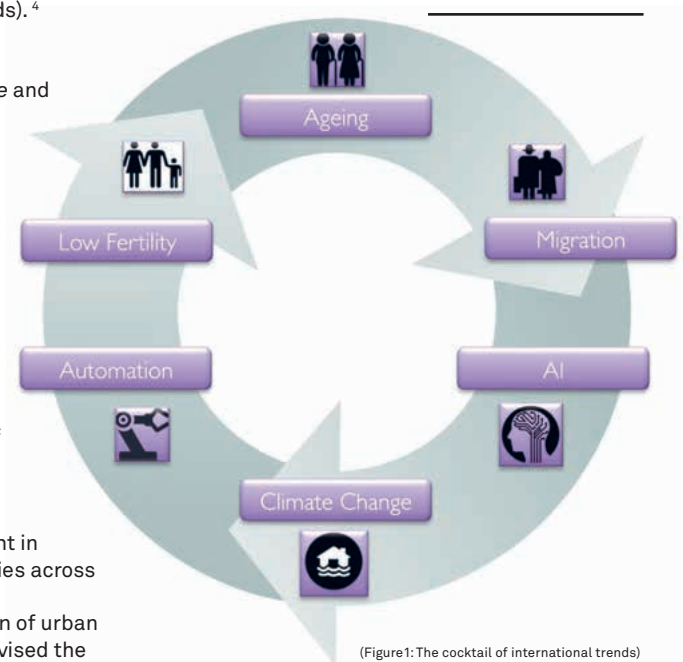 ds). 4
e and
Ageing
Migration
Low Fertility
Automation
AI
Climate Change
nt in
ies across
n of urban
vised the
(Figure1: The cocktail of international trends)